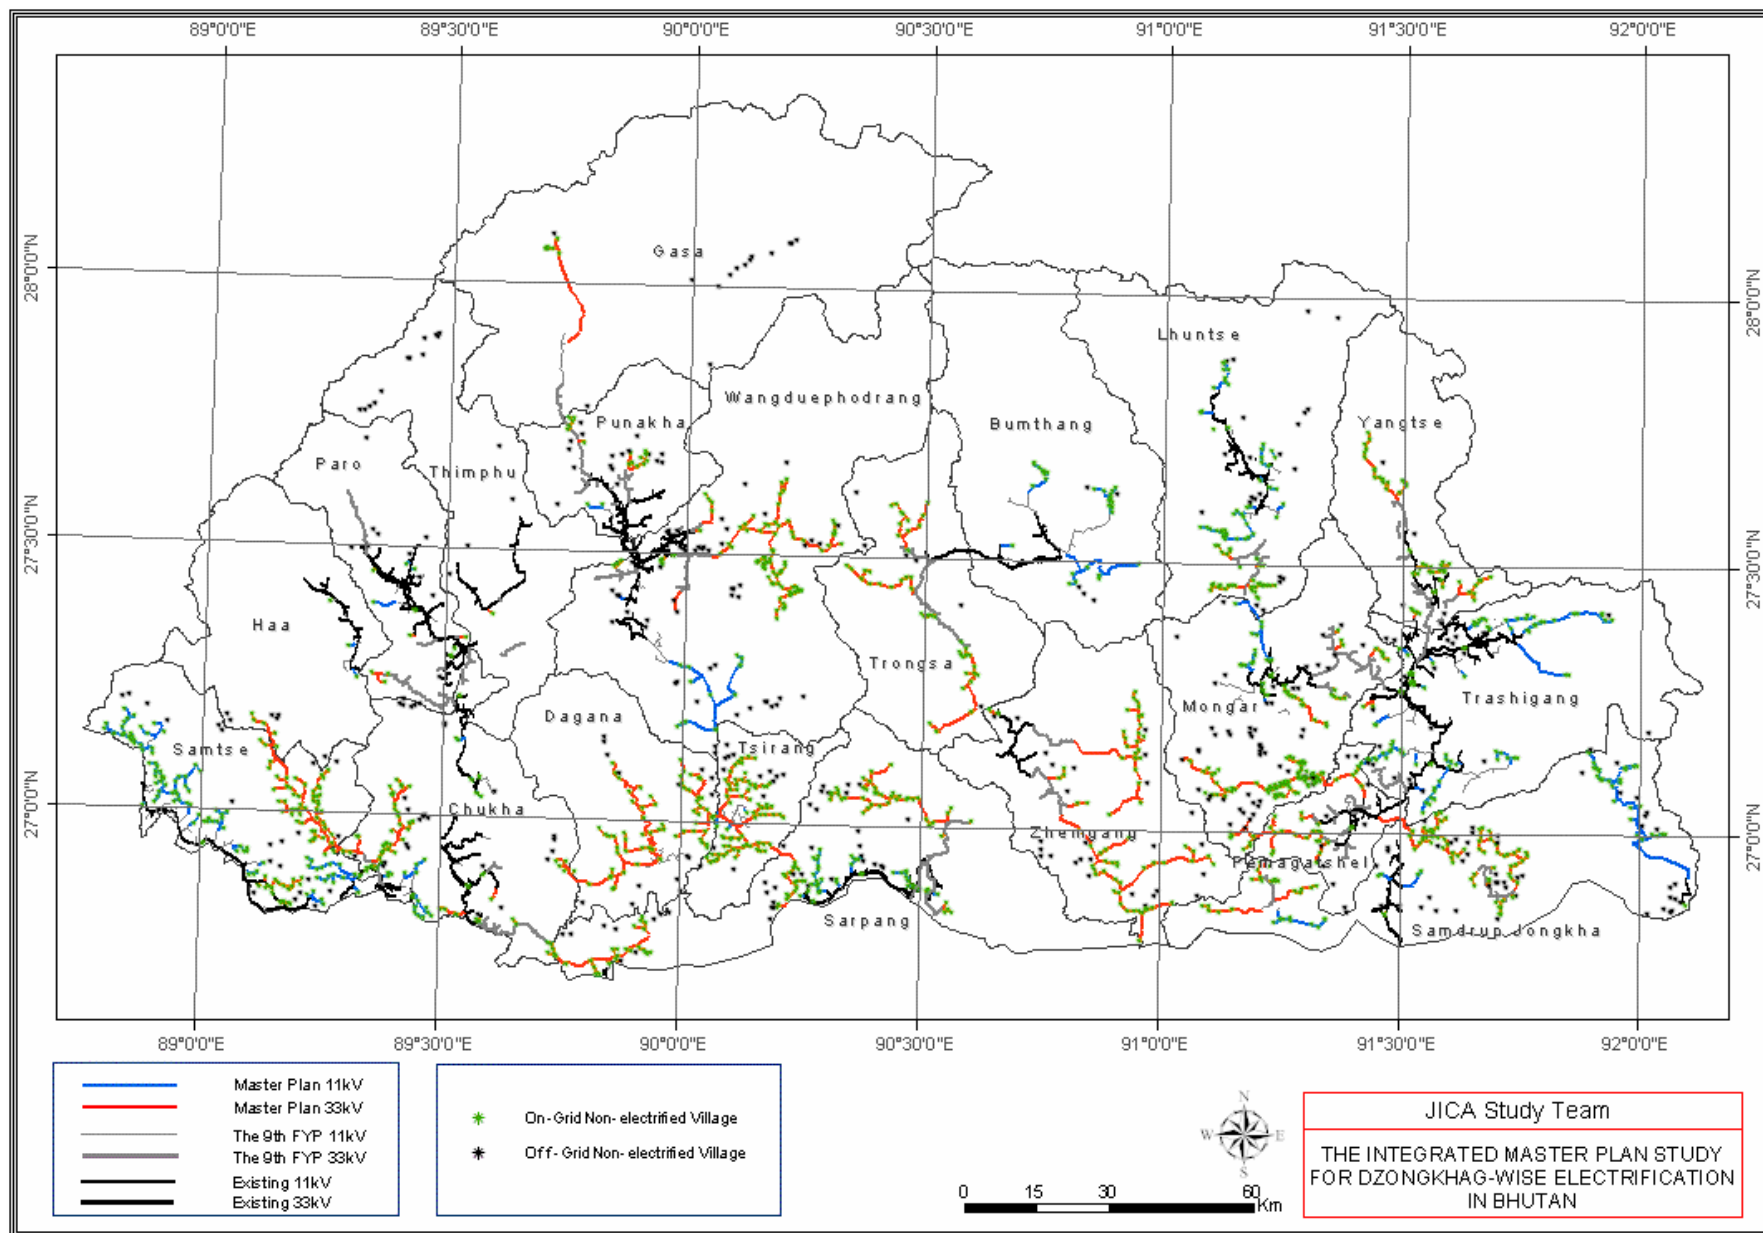 89°0'0"E 89°30'0"E 90°0'0"E 90°30'0"E 91°0'0"E 91°30'0"E 92°0'0"E
28°0'0"N
28°0'0"N
Gasa
Lhuntse
Wangduephodrang
Punakha
Bumthang
Yangtse
Paro
Thimphu
27°30'0"N
27°30'0"N
Haa
Trongsa
Trashigang
Mongar
Dagana
Samtse
Tsirang
27°0'0"N
27°0'0"N
Chukha
Zhemgang
Pemagatshel
Sarpang
Samdrup Jongkha
89°0'0"E 89°30'0"E 90°0'0"E 90°30'0"E 91°0'0"E 91°30'0"E 92°0'0"E
Master Plan 11kV
Master Plan 33kV
The 9th FYP 11kV
The 9th FYP 33kV
Existing 11kV
Existing 33kV
On-Grid Non-electrified Village
Off-Grid Non-electrified Village
N
W E
S
0 15 30 60
Km
JICA Study Team
THE INTEGRATED MASTER PLAN STUDY
FOR DZONGKHAG-WISE ELECTRIFICATION
IN BHUTAN